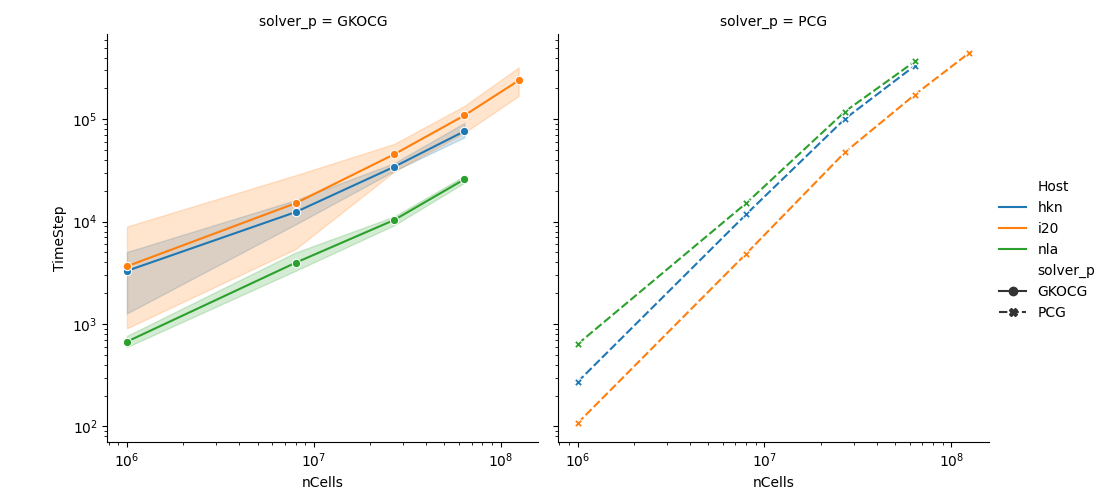 solver_p = GKOCG
solver_p = PCG
TimeStep
10^5
10^4
10^3
10^2
10^6
10^7
10^8
nCells
10^6
10^7
10^8
nCells
Host
hkn
i20
nla
solver_p
GKOCG
PCG